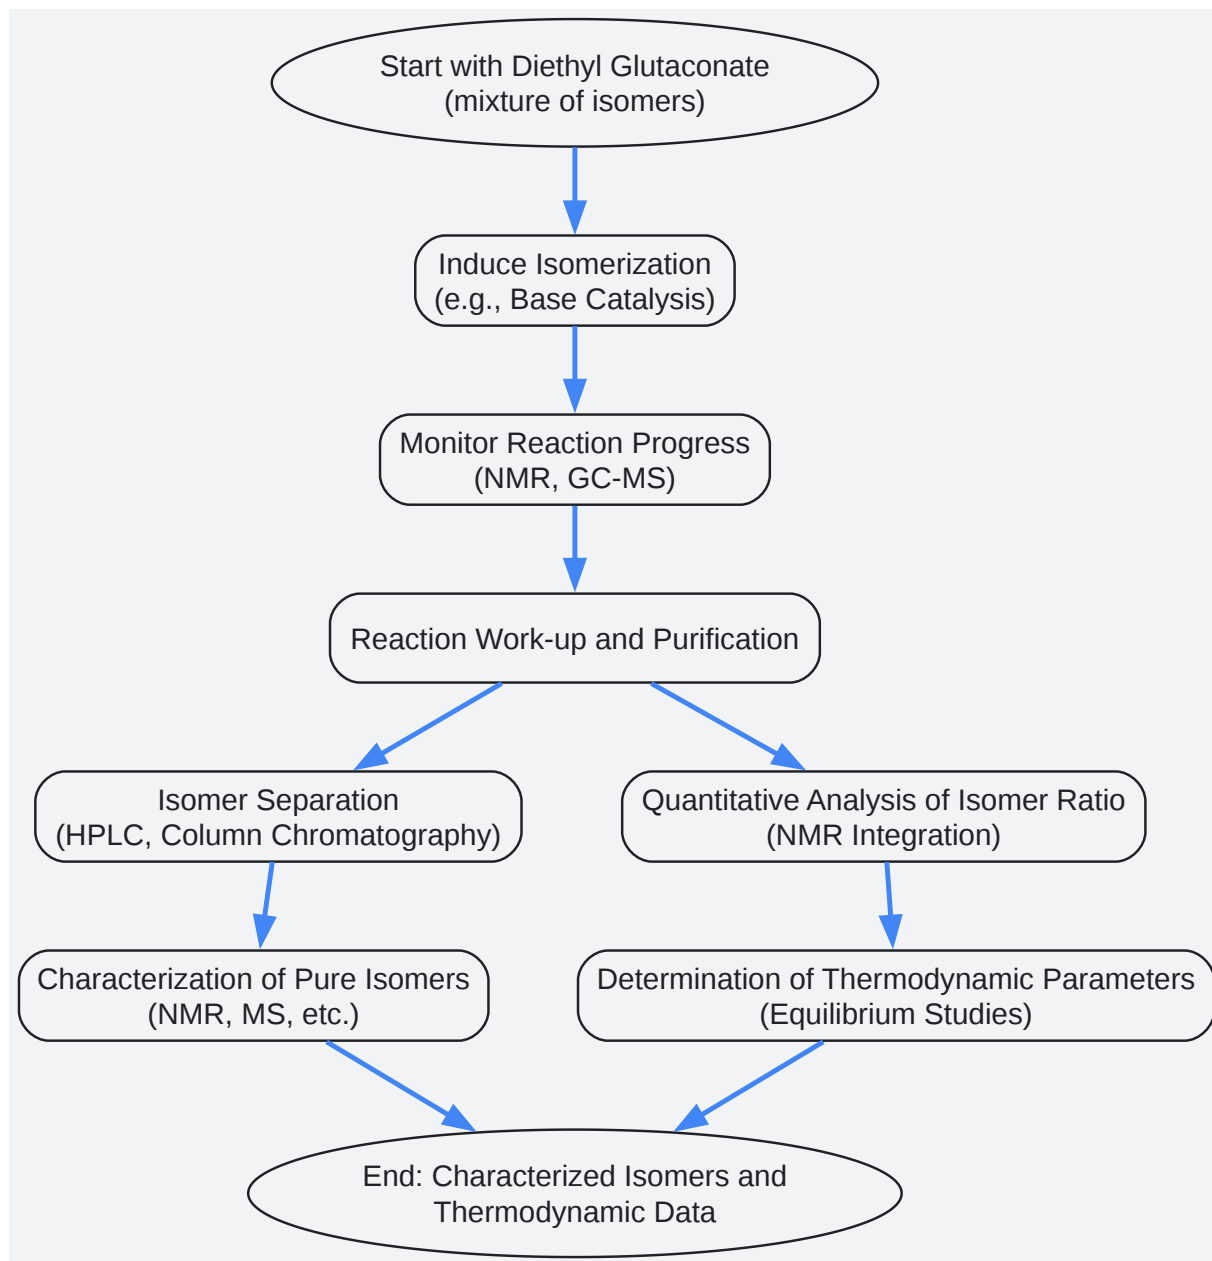 Start with Diethyl Glutaconate
(mixture of isomers)
Induce Isomerization
(e.g., Base Catalysis)
Monitor Reaction Progress
(NMR, GC-MS)
Reaction Work-up and Purification
Isomer Separation
(HPLC, Column Chromatography)
Quantitative Analysis of Isomer Ratio
(NMR Integration)
Characterization of Pure Isomers
(NMR, MS, etc.)
Determination of Thermodynamic Parameters
(Equilibrium Studies)
End: Characterized Isomers and
Thermodynamic Data